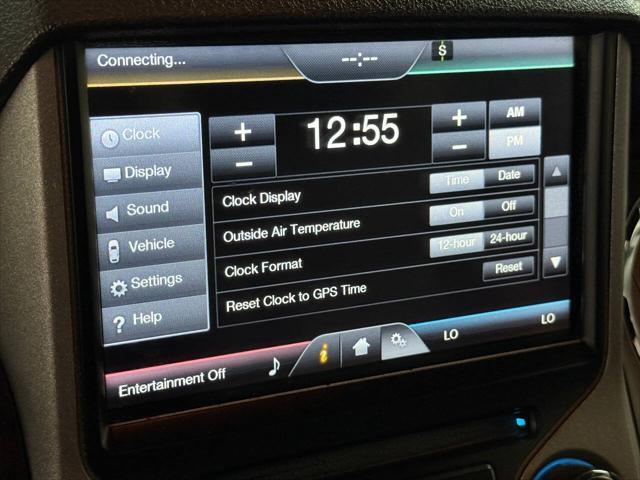 Connecting...
--:--
S
Clock
Display
Sound
Vehicle
Settings
Help
+ 12:55 + AM
- - PM
Clock Display Time Date
Outside Air Temperature On Off
Clock Format 12-hour 24-hour
Reset Clock to GPS Time Reset
Entertainment Off
i
LO LO